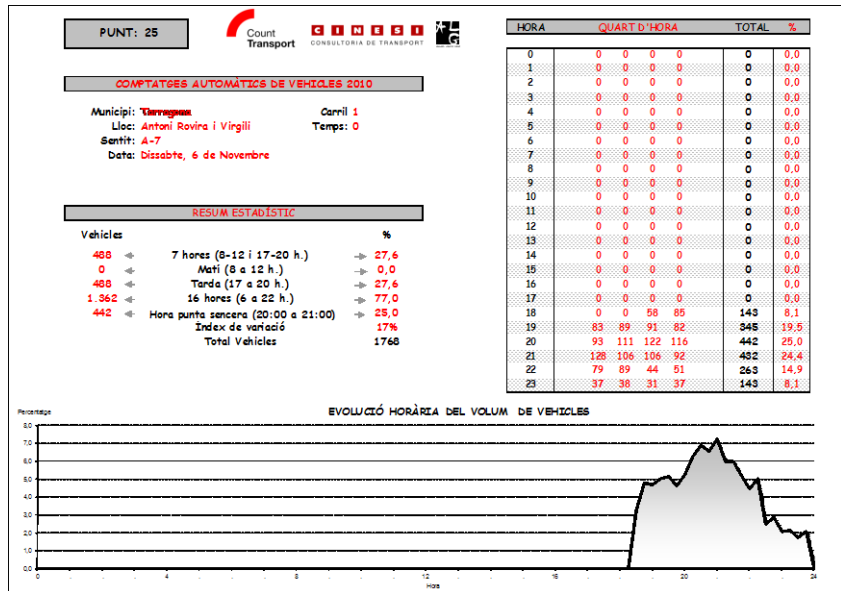 PUNT: 25
Count
Transport
CINESI
CONSULTORIA DE TRANSPORT
COMPTATGES AUTOMÀTICS DE VEHICLES 2010
Municipi:
Carril 1
Lloc: Antoni Rovira i Virgili
Temps: 0
Sentit: A-7
Data: Dissabte, 6 de Novembre
RESUM ESTADÍSTIC
Vehicles %
488 7 hores (8-12 i 17-20 h.) 27,6
0 Matí (8 a 12 h.) 0,0
488 Tarda (17 a 20 h.) 27,6
1.362 16 hores (6 a 22 h.) 77,0
442 Hora punta sencera (20:00 a 21:00) 25,0
Índex de variació 17%
Total Vehicles 1768
HORA QUART D'HORA TOTAL %
0 0 0 0 0 0 0,0
1 0 0 0 0 0 0,0
2 0 0 0 0 0 0,0
3 0 0 0 0 0 0,0
4 0 0 0 0 0 0,0
5 0 0 0 0 0 0,0
6 0 0 0 0 0 0,0
7 0 0 0 0 0 0,0
8 0 0 0 0 0 0,0
9 0 0 0 0 0 0,0
10 0 0 0 0 0 0,0
11 0 0 0 0 0 0,0
12 0 0 0 0 0 0,0
13 0 0 0 0 0 0,0
14 0 0 0 0 0 0,0
15 0 0 0 0 0 0,0
16 0 0 0 0 0 0,0
17 0 0 0 0 0 0,0
18 0 0 58 85 143 8,1
19 83 89 91 82 345 19,5
20 93 111 122 116 442 25,0
21 128 106 106 92 432 24,4
22 79 89 44 51 263 14,9
23 37 38 31 37 143 8,1
EVOLUCIÓ HORÀRIA DEL VOLUM DE VEHICLES
Percentatge
8,0
7,0
6,0
5,0
4,0
3,0
2,0
1,0
0,0
0 4 8 12 16 20 24
Hora